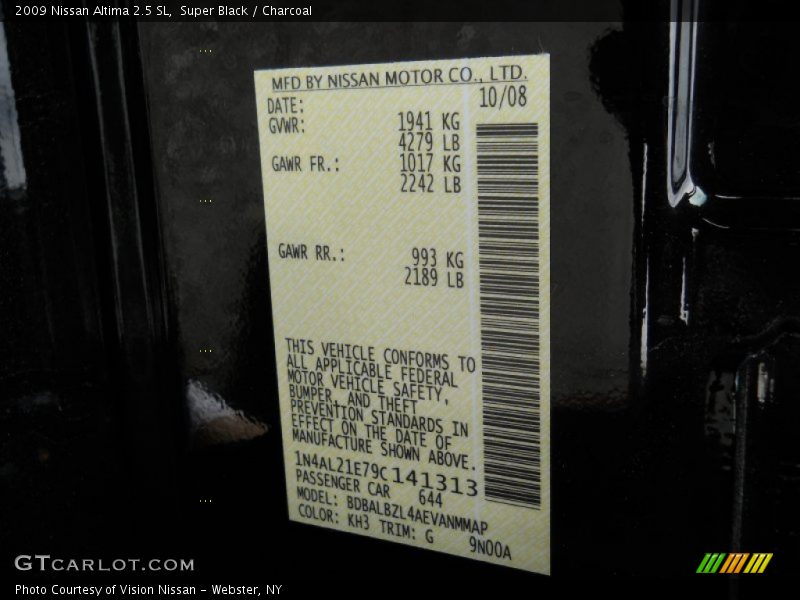 2009 Nissan Altima 2.5 SL, Super Black / Charcoal
MFD BY NISSAN MOTOR CO., LTD.
DATE: 10/08
GVWR: 1941 KG
4279 LB
GAWR FR.: 1017 KG
2242 LB
GAWR RR.: 993 KG
2189 LB
THIS VEHICLE CONFORMS TO
ALL APPLICABLE FEDERAL
MOTOR VEHICLE SAFETY,
BUMPER, AND THEFT
PREVENTION STANDARDS IN
EFFECT ON THE DATE OF
MANUFACTURE SHOWN ABOVE.
1N4AL21E79C141313
PASSENGER CAR 644
MODEL: BDBALBZL4AEVANMMAP
COLOR: KH3 TRIM: G 9N00A
GTCARLOT.COM
Photo Courtesy of Vision Nissan – Webster, NY